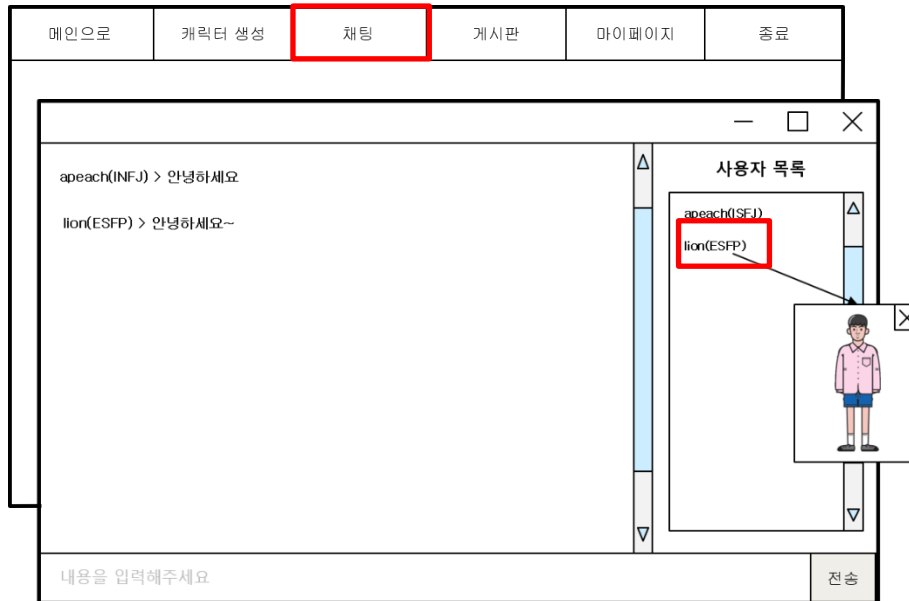 메인으로 캐릭터 생성 채팅 게시판 마이페이지 종료
apeach(INFJ) > 안녕하세요
lion(ESFP) > 안녕하세요~
사용자 목록
apeach(ISFJ)
lion(ESFP)
내용을 입력해주세요
전송